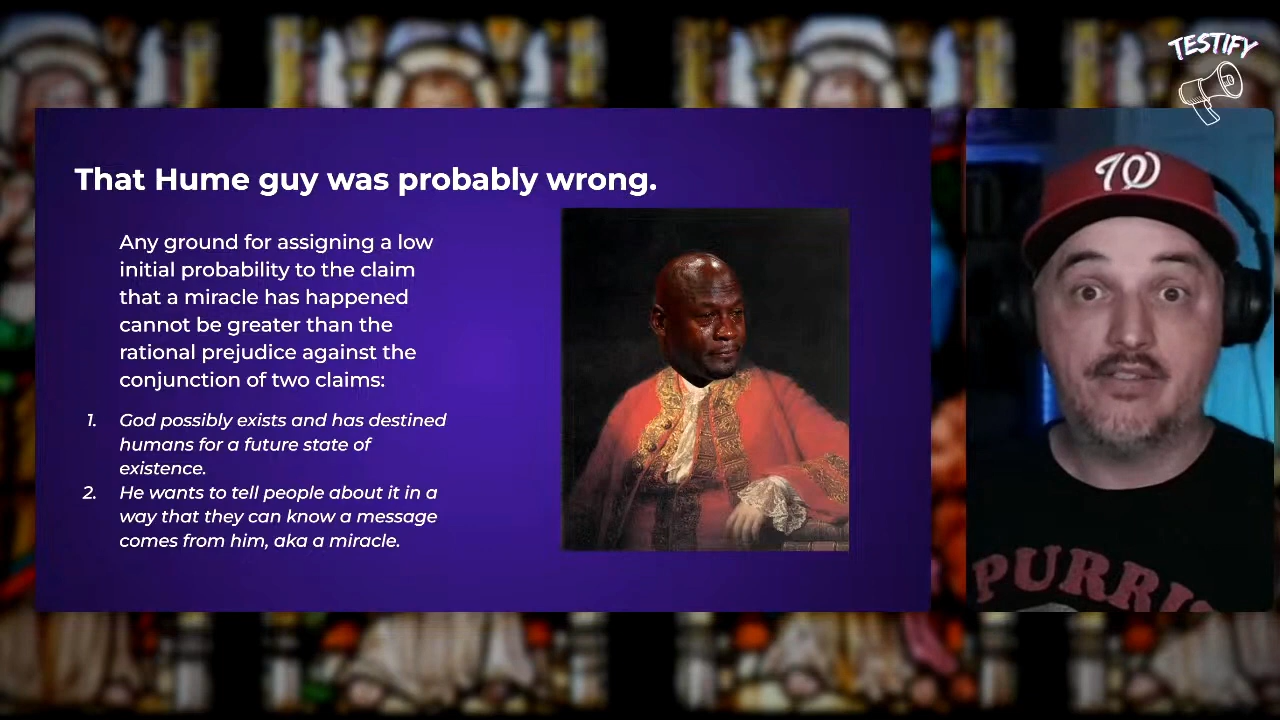 TESTIFY
That Hume guy was probably wrong.
Any ground for assigning a low
initial probability to the claim
that a miracle has happened
cannot be greater than the
rational prejudice against the
conjunction of two claims:
1. God possibly exists and has destined
humans for a future state of
existence.
2. He wants to tell people about it in a
way that they can know a message
comes from him, aka a miracle.
W